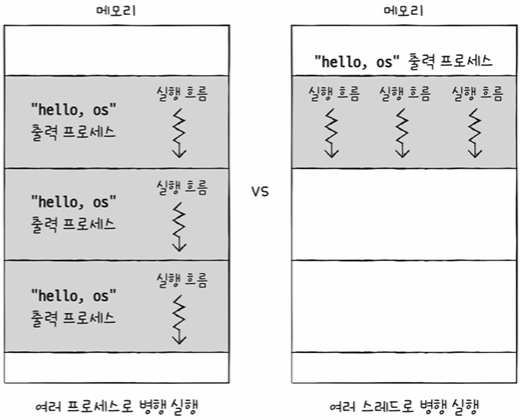 메모리
"hello, os"
출력 프로세스
실행 흐름
"hello, os"
출력 프로세스
실행 흐름
"hello, os"
출력 프로세스
실행 흐름
여러 프로세스로 병행 실행
vs
메모리
"hello, os" 출력 프로세스
실행 흐름 실행 흐름 실행 흐름
여러 스레드로 병행 실행